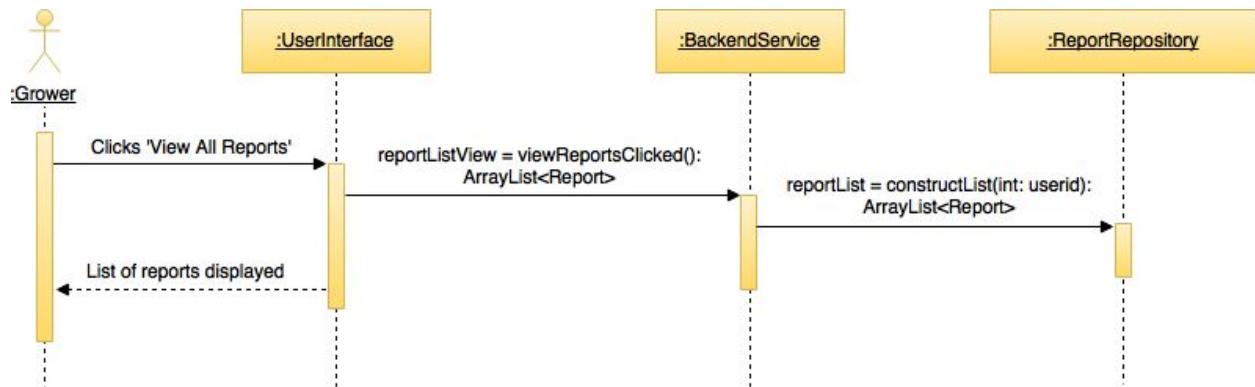 :UserInterface
:BackendService
:ReportRepository
:Grower
Clicks 'View All Reports'
reportListView = viewReportsClicked():
ArrayList<Report>
reportList = constructList(int: userid):
ArrayList<Report>
List of reports displayed